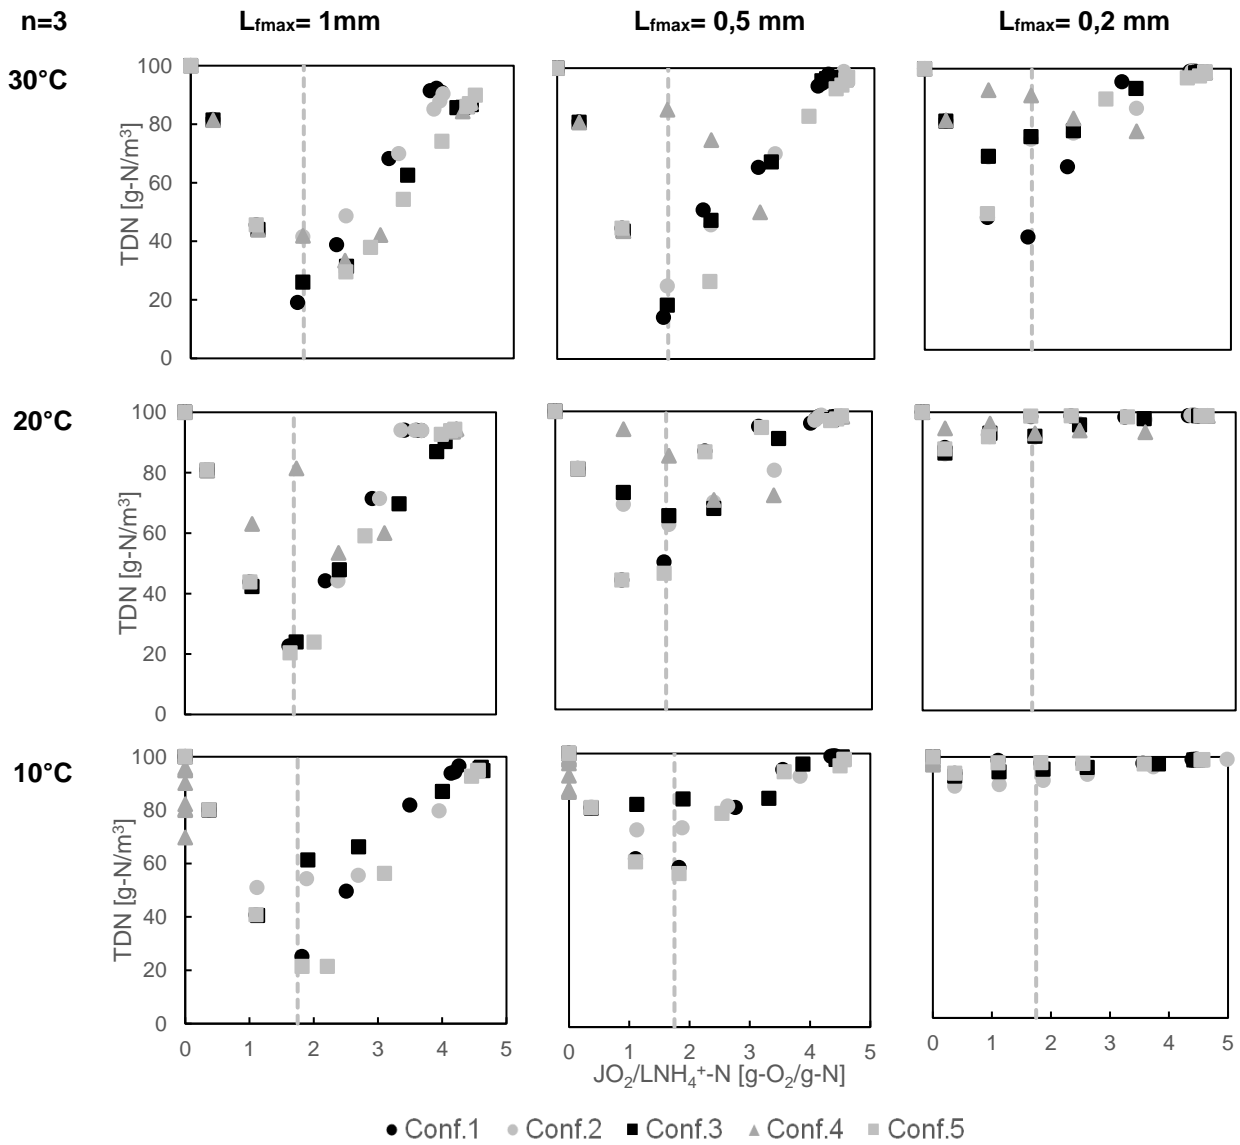 n=3 Lfmax= 1mm Lfmax= 0,5 mm Lfmax= 0,2 mm
30°C
TDN [g-N/m³]
100
80
60
40
20
0
20°C
TDN [g-N/m³]
100
80
60
40
20
0
10°C
TDN [g-N/m³]
100
80
60
40
20
0
0 1 2 3 4 5 0 1 2 3 4 5 0 1 2 3 4 5
JO₂/LNH₄⁺-N [g-O₂/g-N]
Conf.1 Conf.2 Conf.3 Conf.4 Conf.5